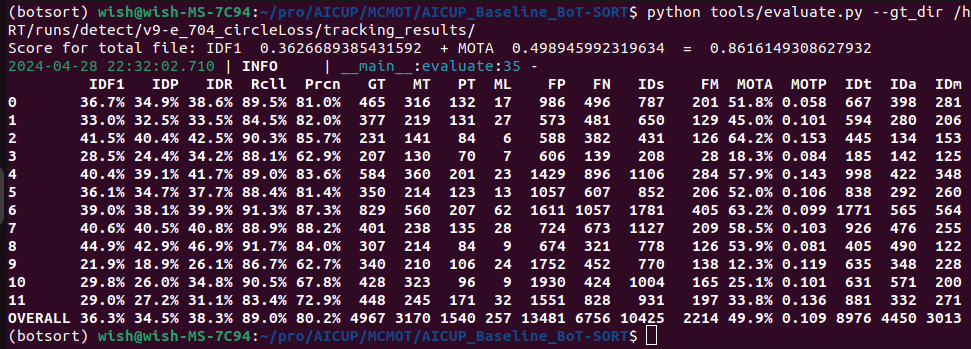 (botsort) wish@wish-MS-7C94:~/pro/AICUP/MCMOT/AICUP_Baseline_BoT-SORT$ python tools/evaluate.py --gt_dir /h
RT/runs/detect/v9-e_704_circleLoss/tracking_results/
Score for total file: IDF1  0.3626689385431592  + MOTA  0.498945992319634  =  0.8616149308627932
2024-04-28 22:32:02.710 | INFO     | __main__:evaluate:35 -
IDF1 IDP IDR Rcll Prcn GT MT PT ML FP FN IDs FM MOTA MOTP IDt IDa IDm
0 36.7% 34.9% 38.6% 89.5% 81.0% 465 316 132 17 986 496 787 201 51.8% 0.058 667 398 281
1 33.0% 32.5% 33.5% 84.5% 82.0% 377 219 131 27 573 481 650 129 45.0% 0.101 594 280 206
2 41.5% 40.4% 42.5% 90.3% 85.7% 231 141 84 6 588 382 431 126 64.2% 0.153 445 134 153
3 28.5% 24.4% 34.2% 88.1% 62.9% 207 130 70 7 606 139 208 28 18.3% 0.084 185 142 125
4 40.4% 39.1% 41.7% 89.0% 83.6% 584 360 201 23 1429 896 1106 284 57.9% 0.143 998 422 348
5 36.1% 34.7% 37.7% 88.4% 81.4% 350 214 123 13 1057 607 852 206 52.0% 0.106 838 292 260
6 39.0% 38.1% 39.9% 91.3% 87.3% 829 560 207 62 1611 1057 1781 405 63.2% 0.099 1771 565 564
7 40.6% 40.5% 40.8% 88.9% 88.2% 401 238 135 28 724 673 1127 209 58.5% 0.103 926 476 255
8 44.9% 42.9% 46.9% 91.7% 84.0% 307 214 84 9 674 321 778 126 53.9% 0.081 405 490 122
9 21.9% 18.9% 26.1% 86.7% 62.7% 340 210 106 24 1752 452 770 138 12.3% 0.119 635 348 228
10 29.8% 26.0% 34.8% 90.5% 67.8% 428 323 96 9 1930 424 1004 165 25.1% 0.101 631 571 200
11 29.0% 27.2% 31.1% 83.4% 72.9% 448 245 171 32 1551 828 931 197 33.8% 0.136 881 332 271
OVERALL 36.3% 34.5% 38.3% 89.0% 80.2% 4967 3170 1540 257 13481 6756 10425 2214 49.9% 0.109 8976 4450 3013
(botsort) wish@wish-MS-7C94:~/pro/AICUP/MCMOT/AICUP_Baseline_BoT-SORT$